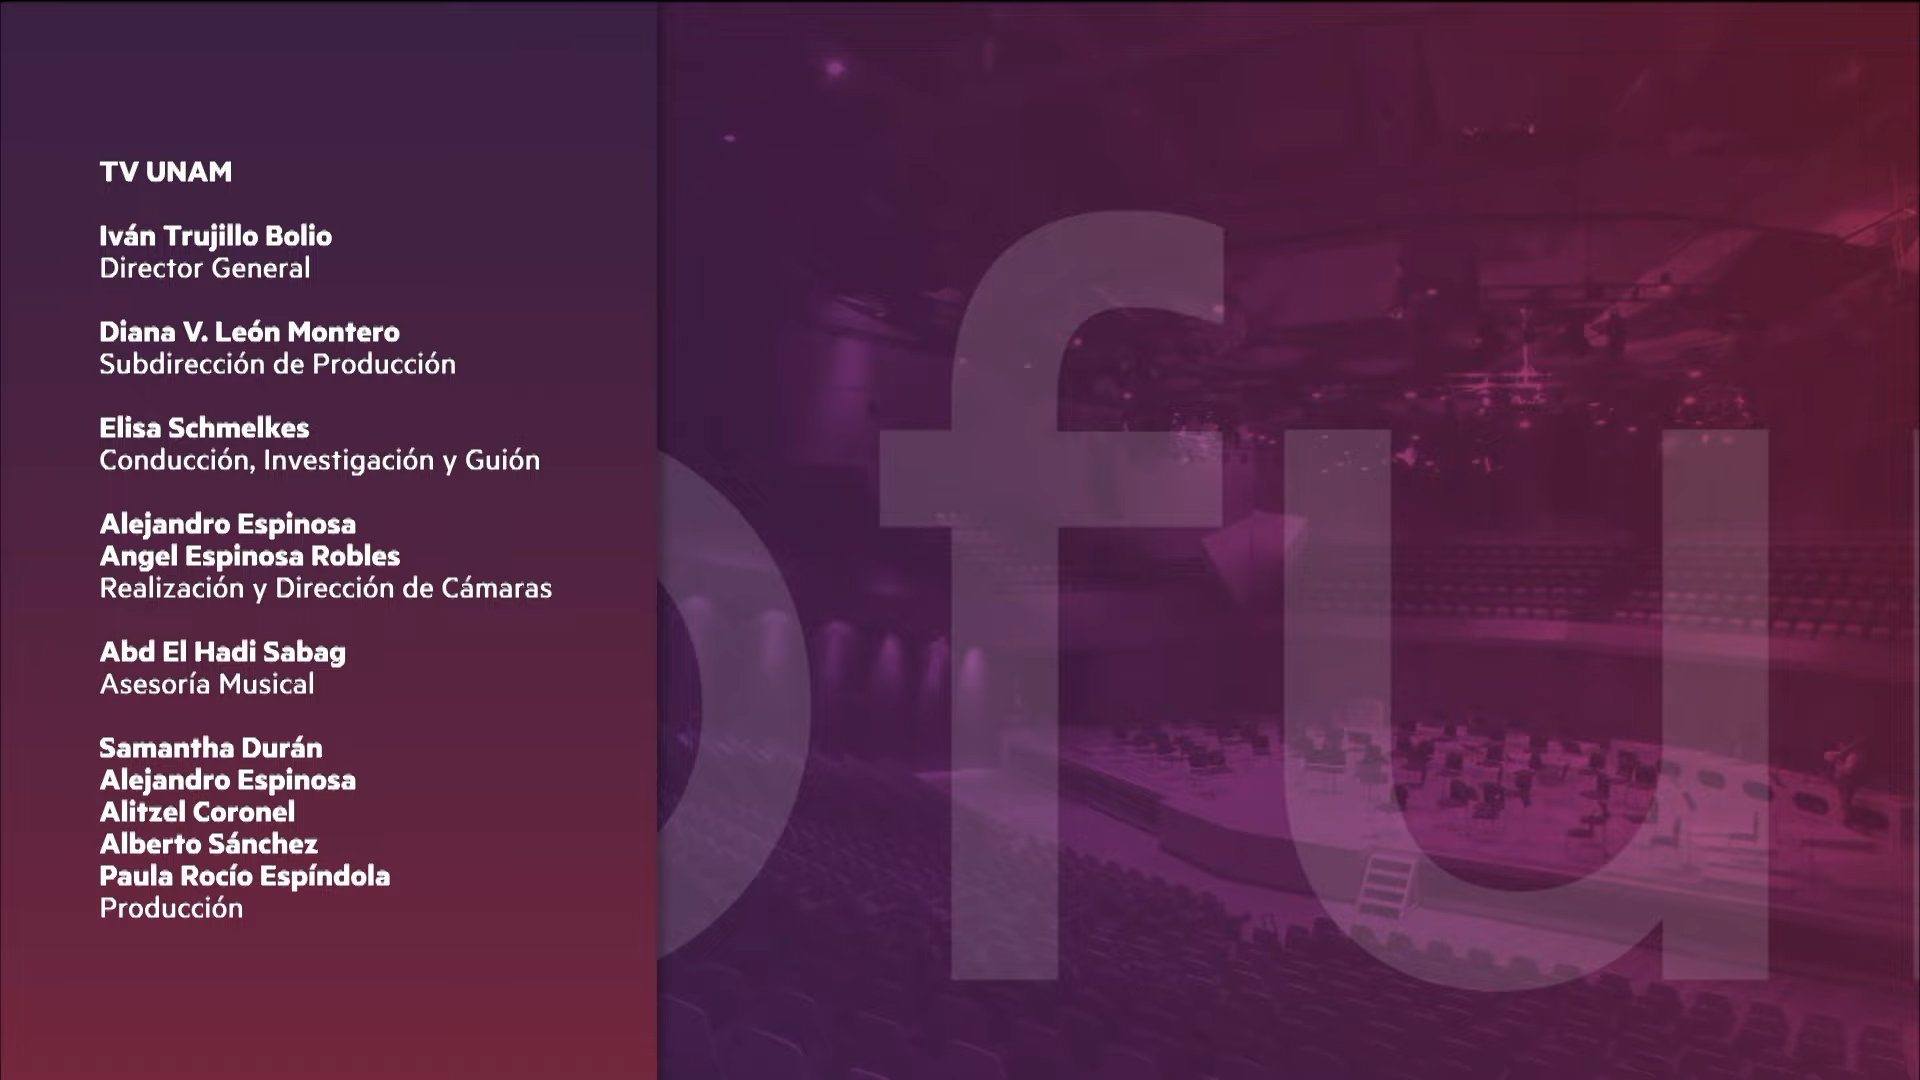 TV UNAM
Iván Trujillo Bolio
Director General
Diana V. León Montero
Subdirección de Producción
Elisa Schmelkes
Conducción, Investigación y Guión
Alejandro Espinosa
Angel Espinosa Robles
Realización y Dirección de Cámaras
Abd El Hadi Sabag
Asesoría Musical
Samantha Durán
Alejandro Espinosa
Alitzel Coronel
Alberto Sánchez
Paula Rocío Espíndola
Producción
ofu